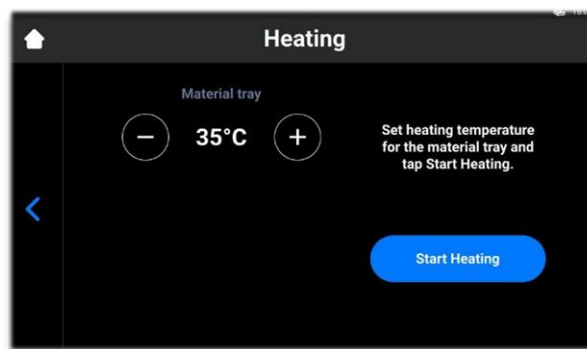 Heating
Material tray
35°C
Set heating temperature
for the material tray and
tap Start Heating.
Start Heating